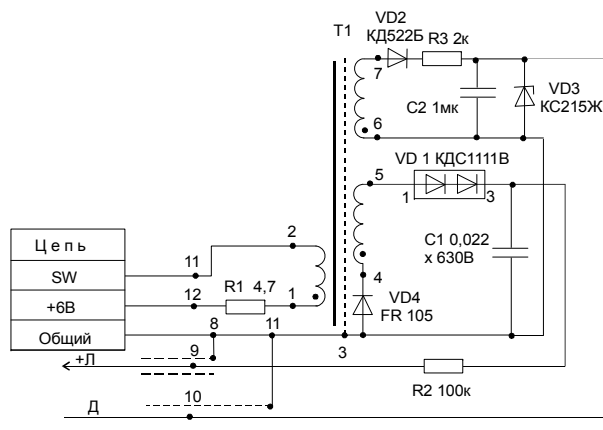 VD2
КД522Б
R3 2к
T1
7
C2 1мк
VD3
КС215Ж
6
VD 1 КДС1111В
5
1
3
Цепь
SW
+6В
Общий
11
2
12
R1 4,7
1
C1 0,022
x 630В
4
VD4
FR 105
8
11
3
+Л
9
R2 100к
10
Д